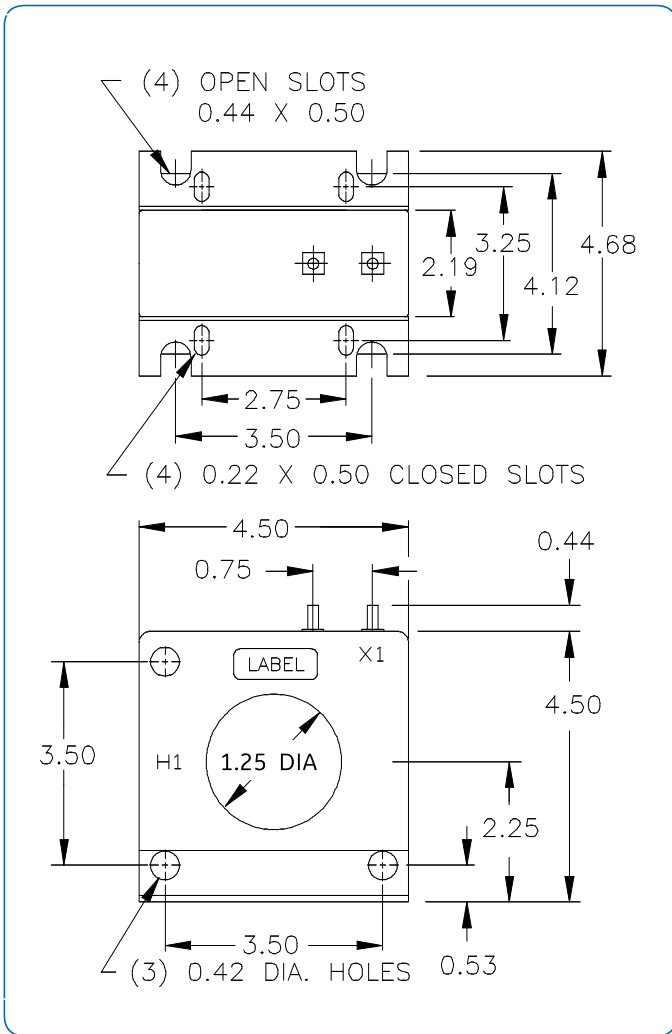 (4) OPEN SLOTS
0.44 X 0.50
3.25
4.68
2.19
4.12
2.75
3.50
(4) 0.22 X 0.50 CLOSED SLOTS
4.50
0.44
0.75
LABEL
X1
4.50
3.50
H1
1.25 DIA
2.25
3.50
0.53
(3) 0.42 DIA. HOLES